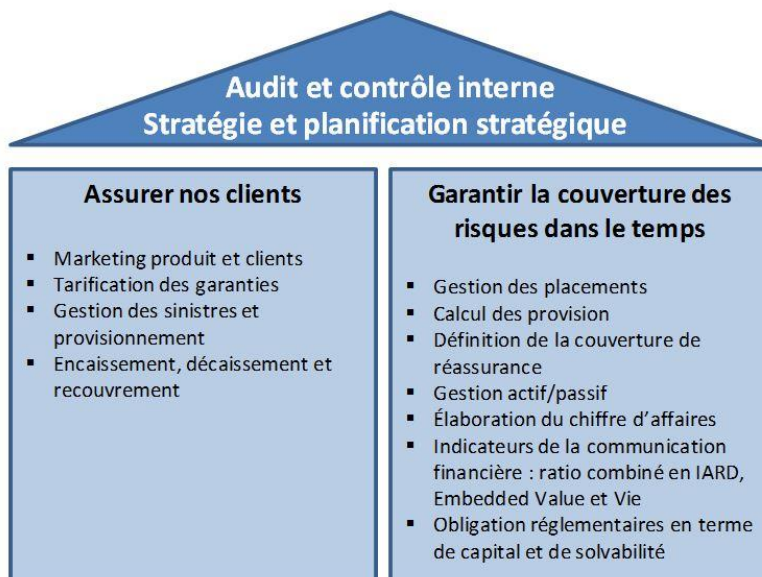 Audit et contrôle interne
Stratégie et planification stratégique
Assurer nos clients
▪ Marketing produit et clients
▪ Tarification des garanties
▪ Gestion des sinistres et
provisionnement
▪ Encaissement, décaissement et
recouvrement
Garantir la couverture des
risques dans le temps
▪ Gestion des placements
▪ Calcul des provision
▪ Définition de la couverture de
réassurance
▪ Gestion actif/passif
▪ Élaboration du chiffre d’affaires
▪ Indicateurs de la communication
financière : ratio combiné en IARD,
Embedded Value et Vie
▪ Obligation réglementaires en terme
de capital et de solvabilité